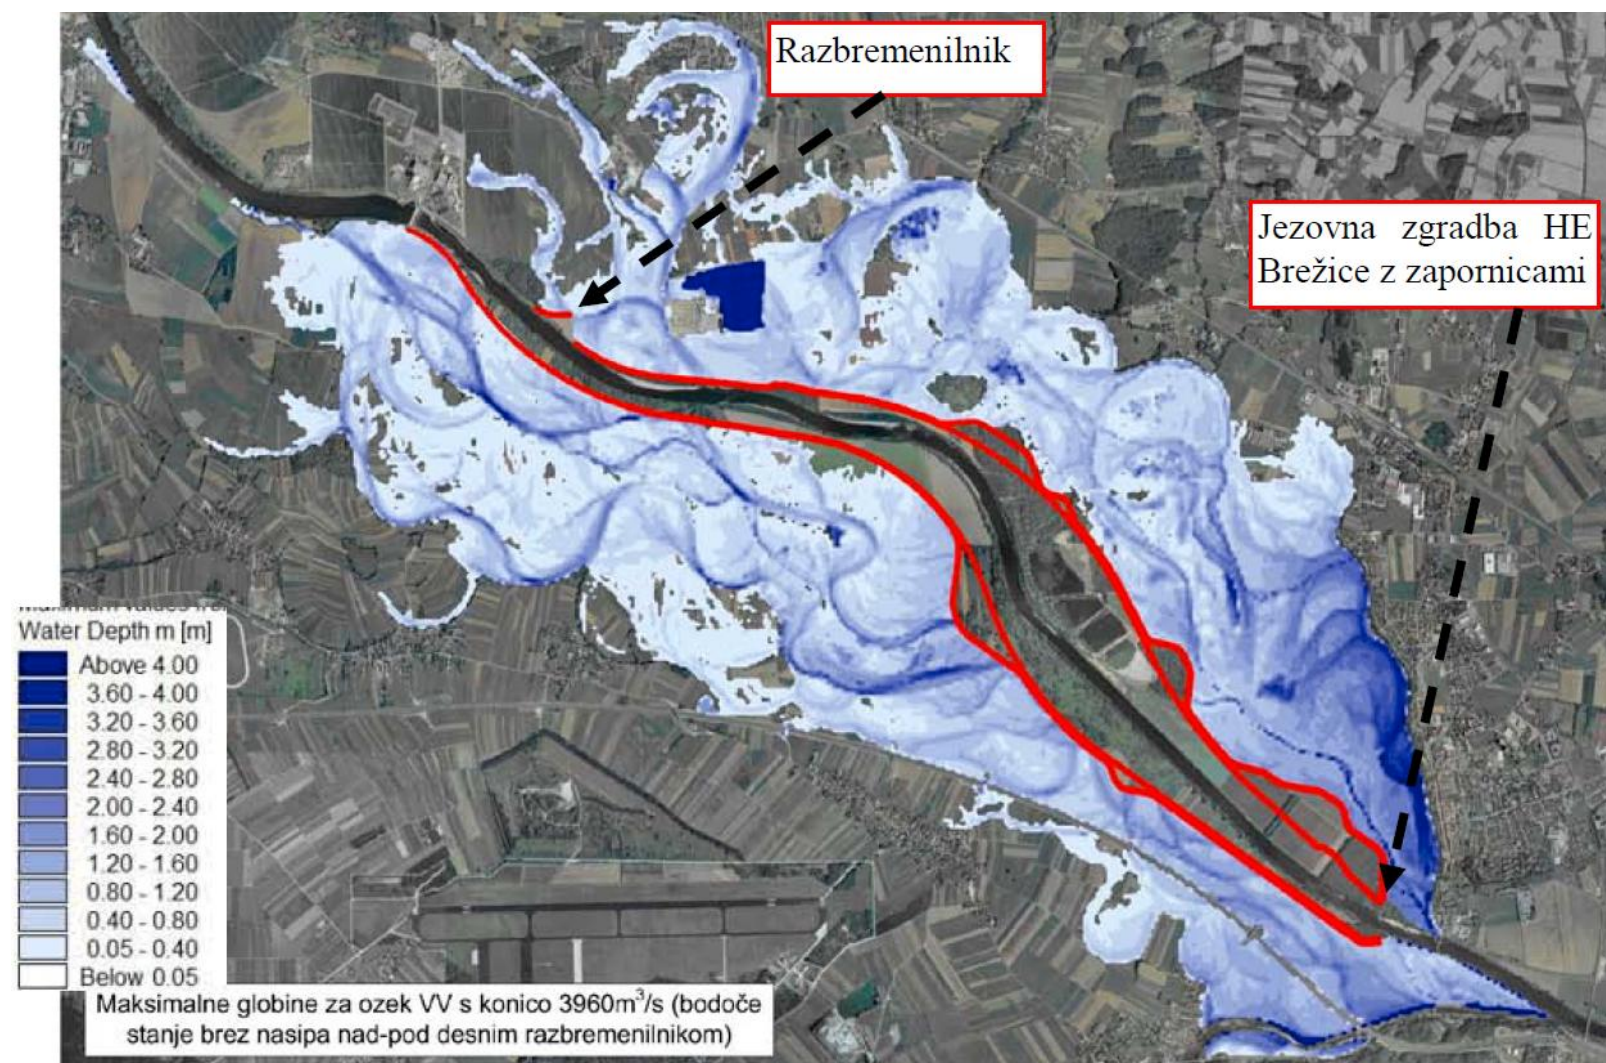 Razbremenilnik
Jezovna zgradba HE
Brežice z zapornicami
Water Depth m [m]
Above 4.00
3.60 - 4.00
3.20 - 3.60
2.80 - 3.20
2.40 - 2.80
2.00 - 2.40
1.60 - 2.00
1.20 - 1.60
0.80 - 1.20
0.40 - 0.80
0.05 - 0.40
Below 0.05
Maksimalne globine za ozek VV s konico 3960m³/s (bodoče
stanje brez nasipa nad-pod desnim razbremenilnikom)